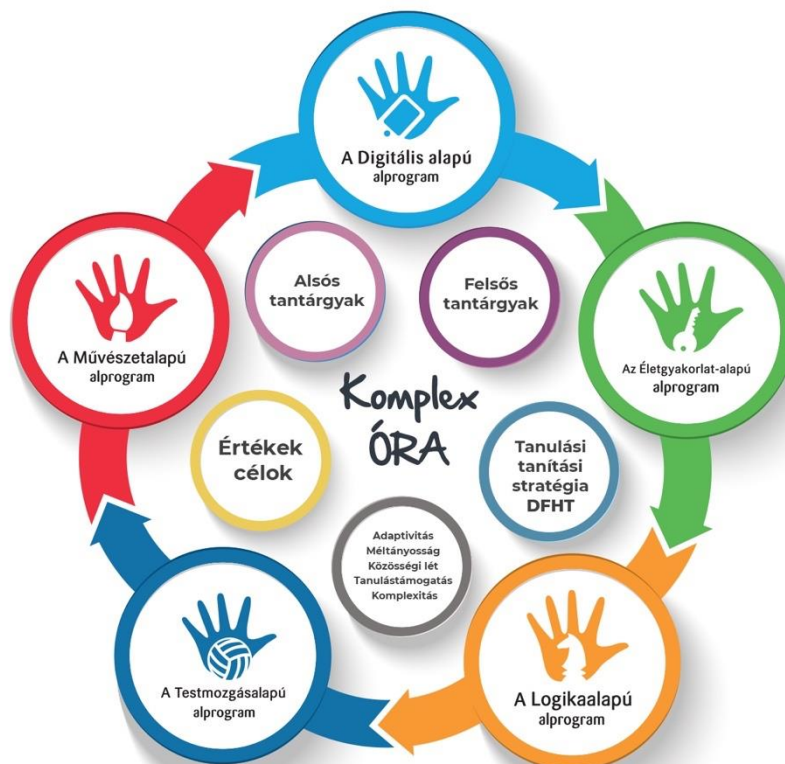 A Digitális alapú
alprogram
Alsós
tantárgyak
Felsős
tantárgyak
A Művészetalapú
alprogram
Az Életgyakorlat-alapú
alprogram
Komplex
ÓRA
Értékek
célok
Tanulási
tanítási
stratégia
DFHT
Adaptivitás
Méltányosság
Közösségi lét
Tanulástámogatás
Komplexitás
A Testmozgásalapú
alprogram
A Logikaalapú
alprogram